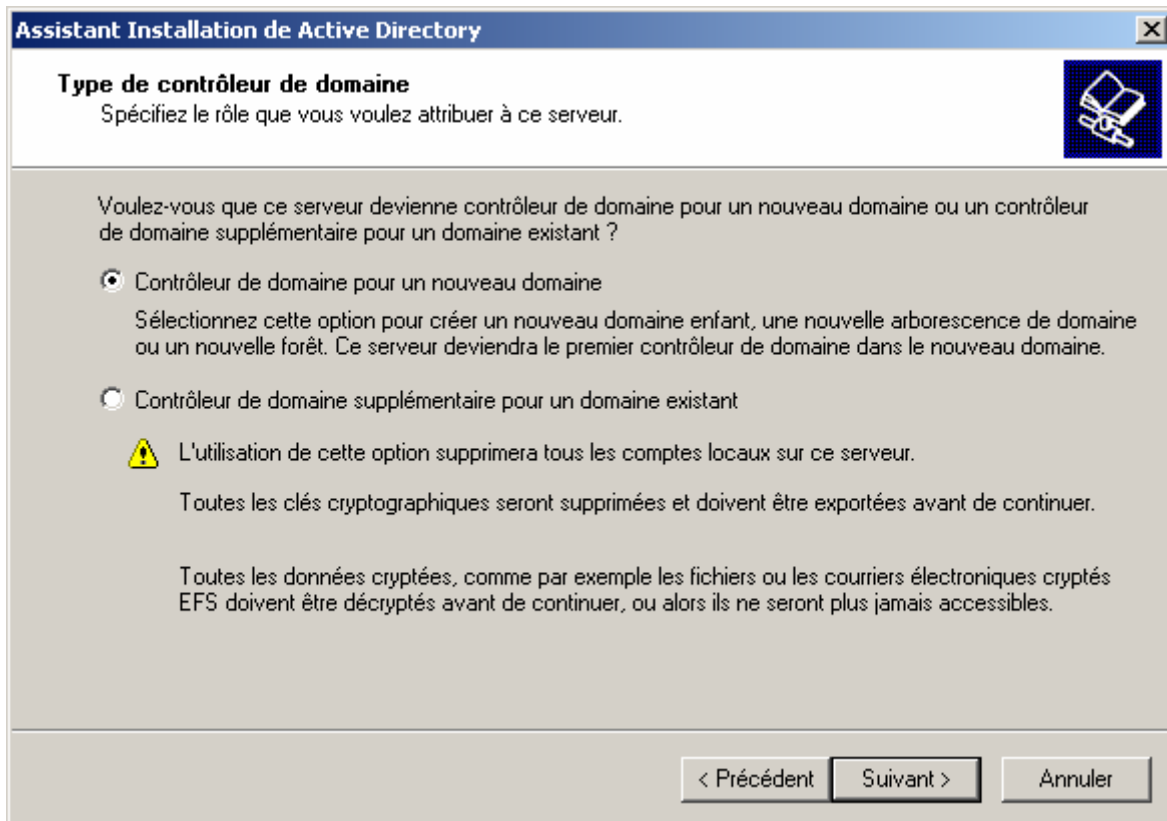 Assistant Installation de Active Directory
Type de contrôleur de domaine
Spécifiez le rôle que vous voulez attribuer à ce serveur.
Voulez-vous que ce serveur devienne contrôleur de domaine pour un nouveau domaine ou un contrôleur
de domaine supplémentaire pour un domaine existant ?
Contrôleur de domaine pour un nouveau domaine
Sélectionnez cette option pour créer un nouveau domaine enfant, une nouvelle arborescence de domaine
ou un nouvelle forêt. Ce serveur deviendra le premier contrôleur de domaine dans le nouveau domaine.
Contrôleur de domaine supplémentaire pour un domaine existant
L'utilisation de cette option supprimera tous les comptes locaux sur ce serveur.
Toutes les clés cryptographiques seront supprimées et doivent être exportées avant de continuer.
Toutes les données cryptées, comme par exemple les fichiers ou les courriers électroniques cryptés
EFS doivent être décryptés avant de continuer, ou alors ils ne seront plus jamais accessibles.
< Précédent Suivant > Annuler